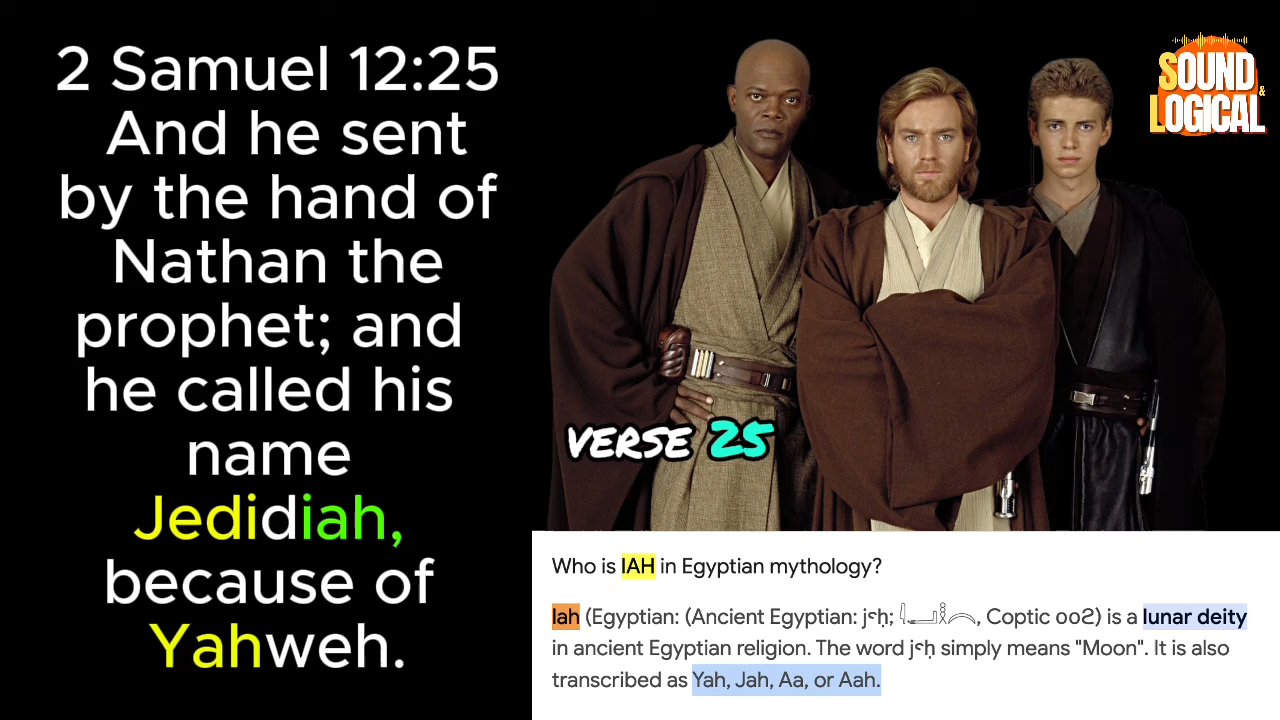 2 Samuel 12:25
And he sent
by the hand of
Nathan the
prophet; and
he called his
name
Jedidiah,
because of
Yahweh.
SOUND
&
LOGICAL
VERSE 25
Who is IAH in Egyptian mythology?
Iah (Egyptian: (Ancient Egyptian: jꜥḥ; 𓇋𓂝𓎛𓇹, Coptic ⲟⲟϩ) is a lunar deity
in ancient Egyptian religion. The word jꜥḥ simply means "Moon". It is also
transcribed as Yah, Jah, Aa, or Aah.